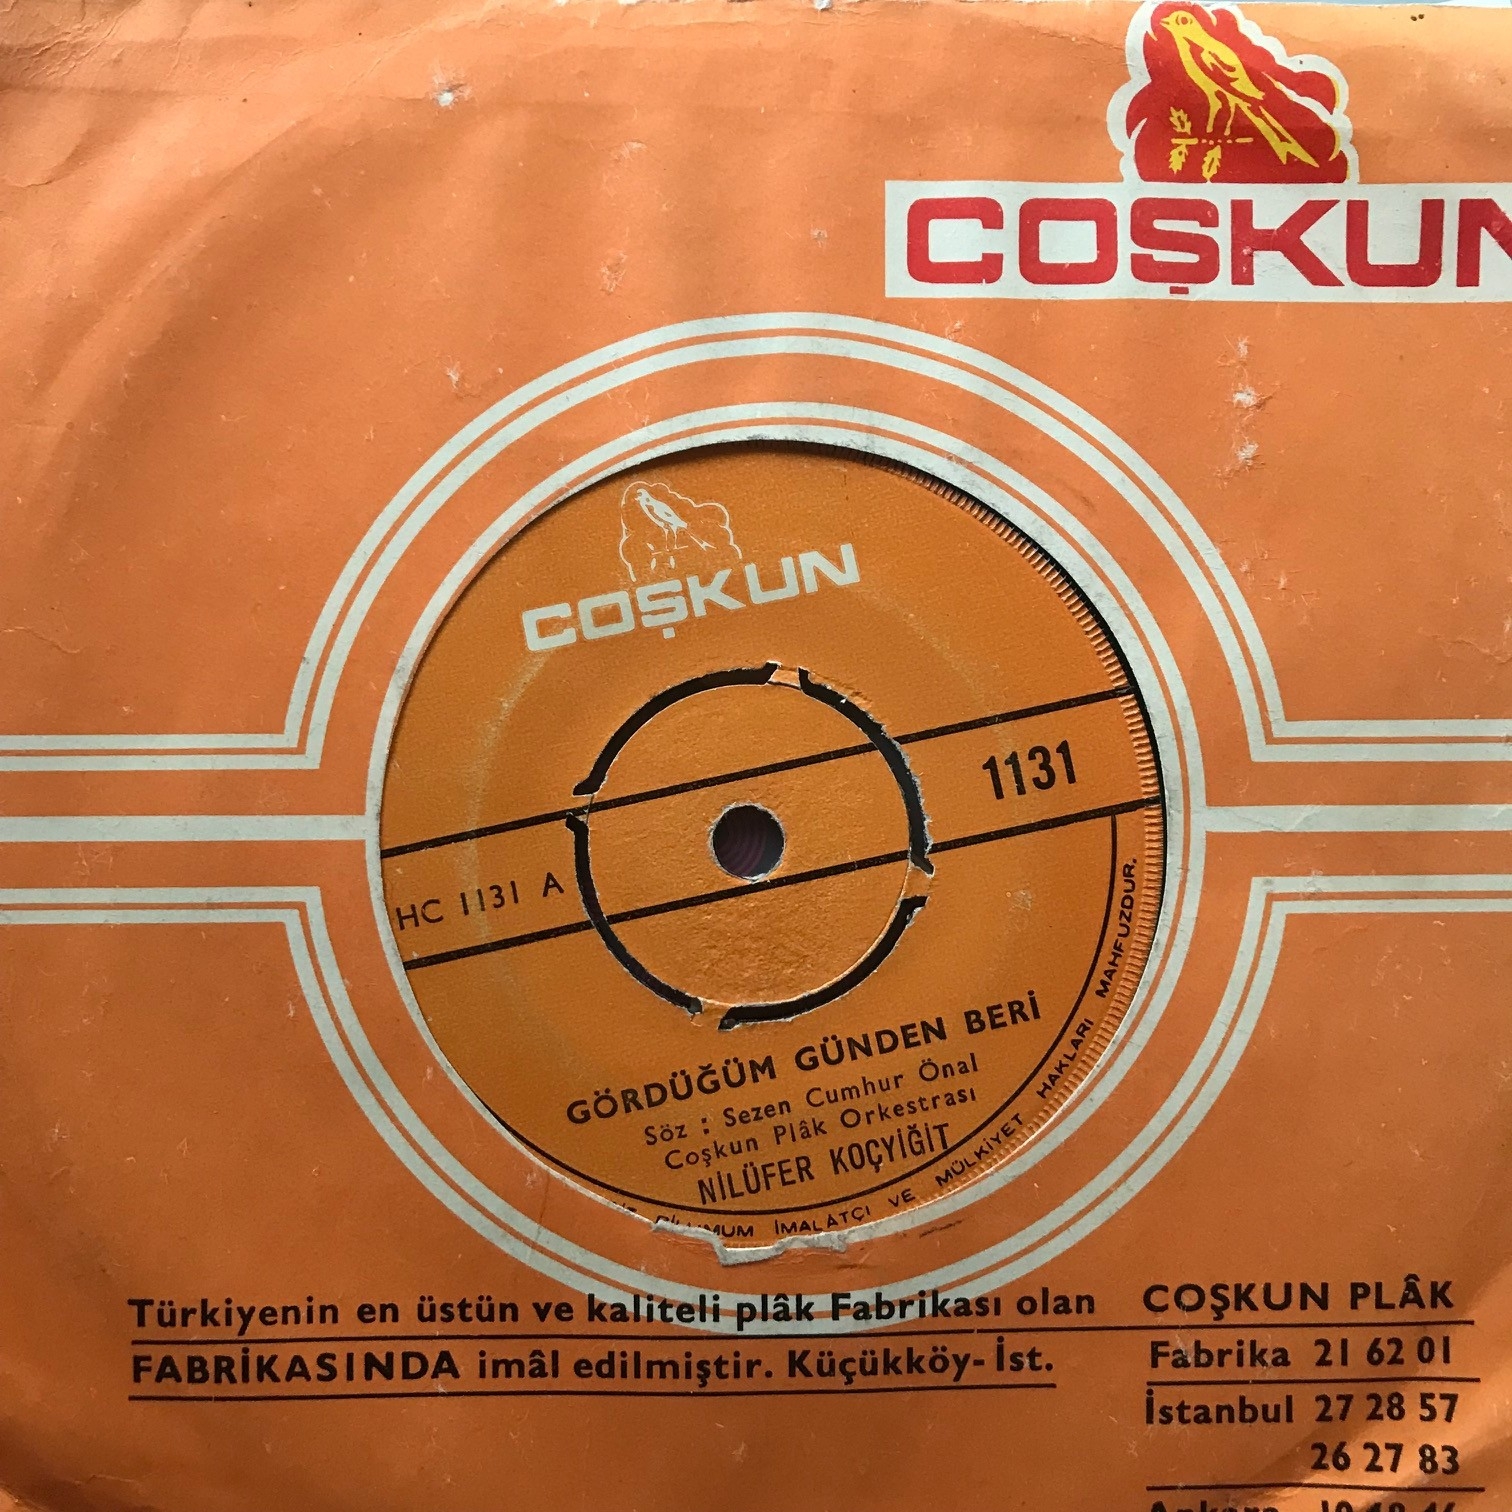 COŞKUN
COŞKUN
1131
HC 1131 A
GÖRDÜĞÜM GÜNDEN BERİ
Söz : Sezen Cumhur Önal
Coşkun Plâk Orkestrası
NİLÜFER KOÇYİĞİT
İMALÂTÇI VE MÜLKİYET HAKLARI MAHFUZDUR.
Türkiyenin en üstün ve kaliteli plâk Fabrikası olan COŞKUN PLÂK
FABRİKASINDA imâl edilmiştir. Küçükköy- İst.
Fabrika 21 62 01
İstanbul 27 28 57
26 27 83